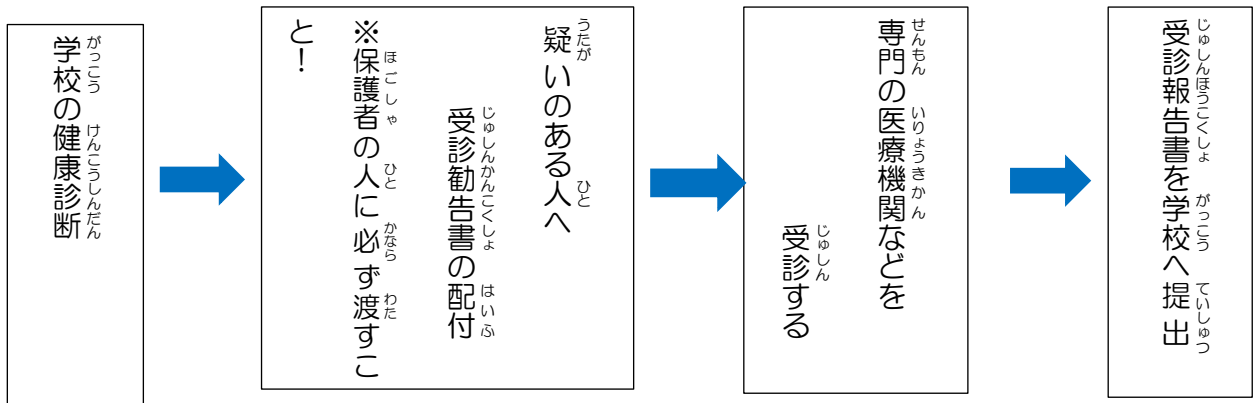 学校の健康診断
疑いのある人へ
受診勧告書の配付
※保護者の人に必ず渡すこ
と！
専門の医療機関などを
受診する
受診報告書を学校へ提出